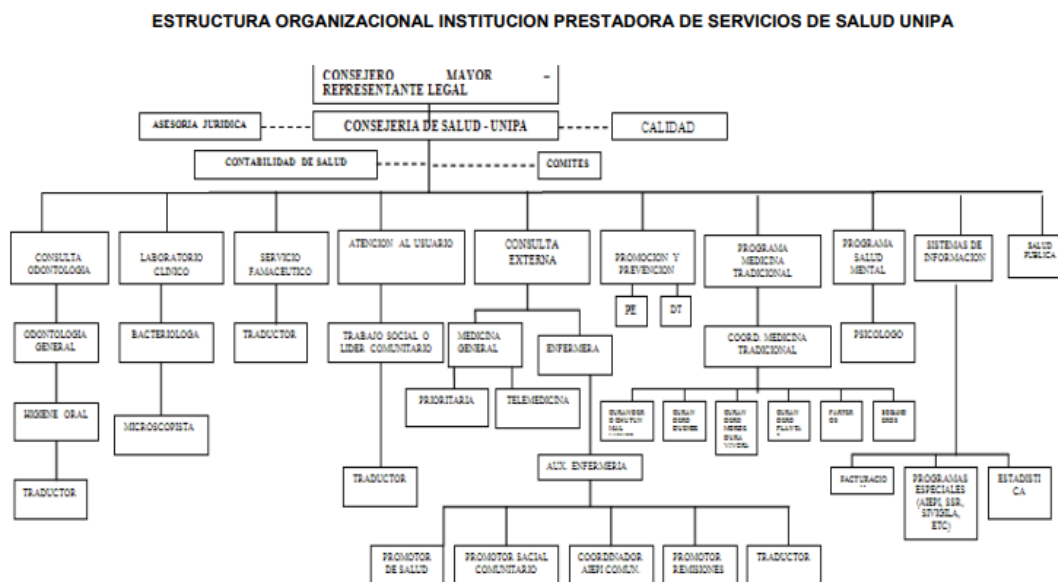 ESTRUCTURA ORGANIZACIONAL INSTITUCION PRESTADORA DE SERVICIOS DE SALUD UNIPA
CONSEJERO MAYOR –
REPRESENTANTE LEGAL
ASESORIA JURIDICA
CONSEJERIA DE SALUD - UNIPA
CALIDAD
CONTABILIDAD DE SALUD
COMITES
CONSULTA
ODONTOLOGIA
LABORATORIO
CLINICO
SERVICIO
FAMACEUTICO
ATENCION AL USUARIO
CONSULTA
EXTERNA
PROMOCION Y
PREVENCION
PROGRAMA
MEDICINA
TRADICIONAL
PROGRAMA
SALUD
MENTAL
SISTEMAS DE
INFORMACION
SALUD
PUBLICA
PE
DT
ODONTOLOGIA
GENERAL
BACTERIOLOGA
TRADUCTOR
TRABAJO SOCIAL O
LIDER COMUNITARIO
MEDICINA
GENERAL
ENFERMERA
COORD. MEDICINA
TRADICIONAL
PSICOLOGO
PRIORITARIA
TELEMEDICINA
HIGIENE ORAL
MICROSCOPISTA
TRADUCTOR
TRADUCTOR
AUX. ENFERMERIA
FACTURACIO
PROGRAMAS
ESPECIALES
(AIEPI, SSR,
SIVIGILA,
ETC)
ESTADISTI
CA
PROMOTOR
DE SALUD
PROMOTOR SACIAL
COMUNITARIO
COORDINADOR
AIEPI COMUN.
PROMOTOR
REMISIONES
TRADUCTOR